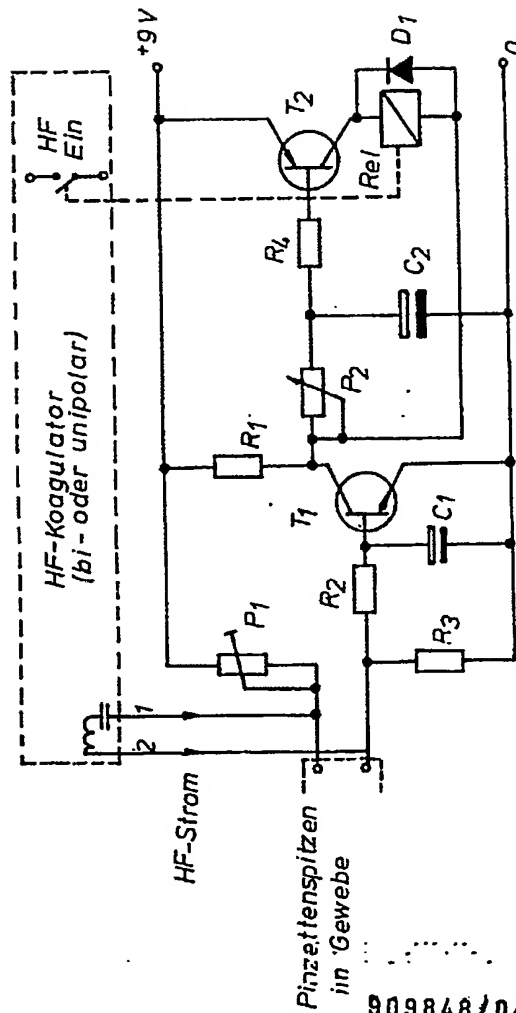 HF-Koagulator
(bi- oder unipolar)
HF
Ein
+9V
1
2
HF-Strom
P1
R1
T2
D1
Rel
R4
P2
C2
T1
R2
C1
R3
Pinzettenspitzen
im Gewebe
0